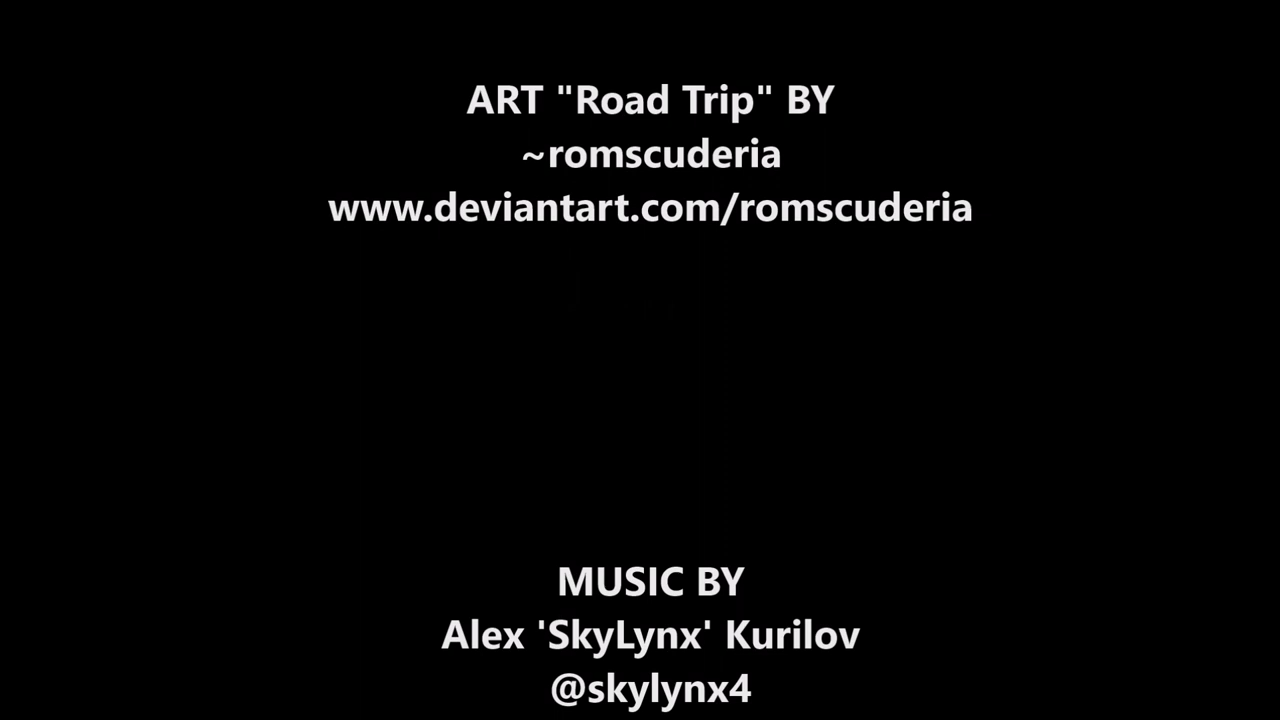 ART "Road Trip" BY
~romscuderia
www.deviantart.com/romscuderia
MUSIC BY
Alex 'SkyLynx' Kurilov
@skylynx4